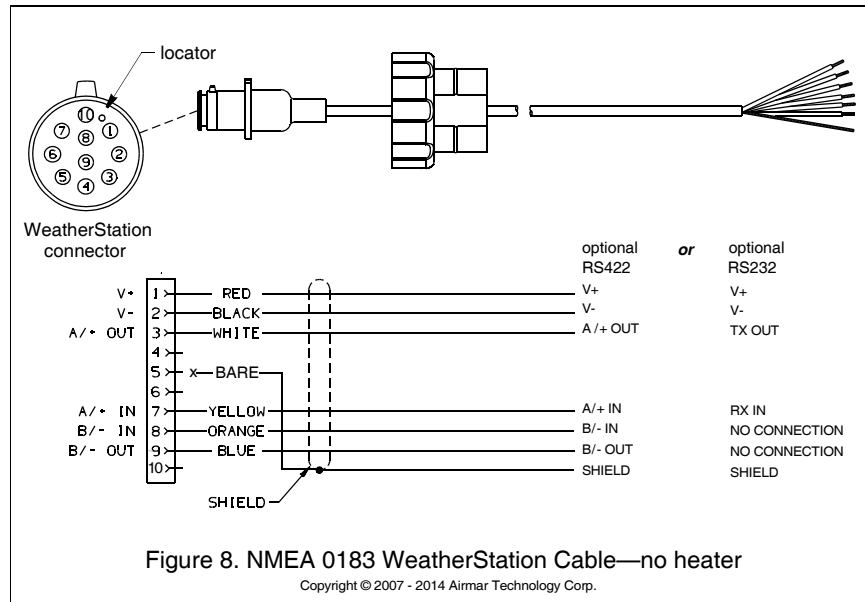 locator
10
7 1
8
6 2
9
5 3
4
WeatherStation
connector
optional or optional
RS422 RS232
V+ 1 RED V+ V+
V- 2 BLACK V- V-
A/+ OUT 3 WHITE A/+ OUT TX OUT
4
5 x BARE
6
A/+ IN 7 YELLOW A/+ IN RX IN
B/- IN 8 ORANGE B/- IN NO CONNECTION
B/- OUT 9 BLUE B/- OUT NO CONNECTION
10 SHIELD SHIELD
SHIELD
Figure 8. NMEA 0183 WeatherStation Cable—no heater
Copyright © 2007 - 2014 Airmar Technology Corp.